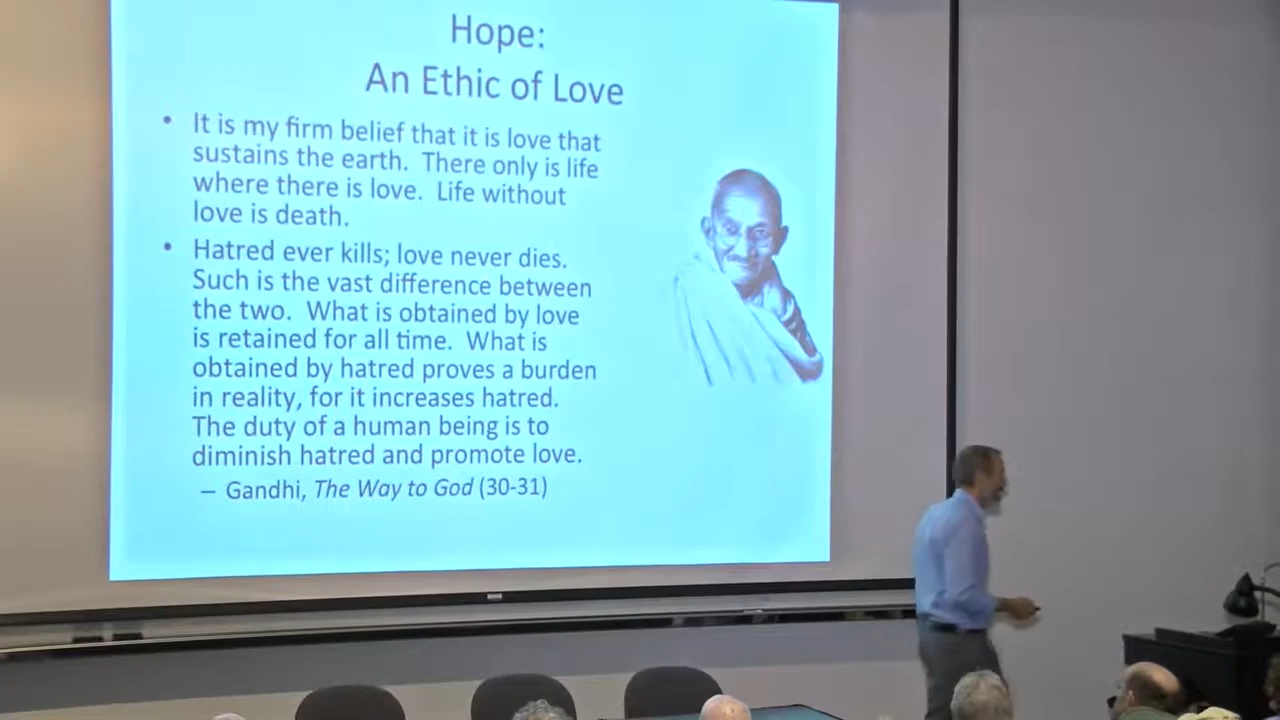 Hope:
An Ethic of Love
• It is my firm belief that it is love that
sustains the earth. There only is life
where there is love. Life without
love is death.
• Hatred ever kills; love never dies.
Such is the vast difference between
the two. What is obtained by love
is retained for all time. What is
obtained by hatred proves a burden
in reality, for it increases hatred.
The duty of a human being is to
diminish hatred and promote love.
– Gandhi, The Way to God (30-31)